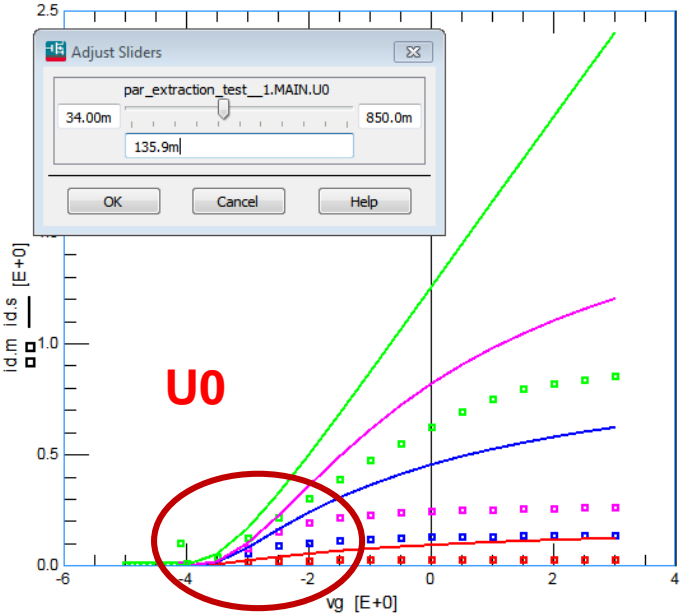 2.5
Adjust Sliders
par_extraction_test__1.MAIN.U0
34.00m
850.0m
135.9m
OK Cancel Help
id.m id.s [E+0]
1.0
U0
0.5
0.0
-6 -4 -2 0 2 4
vg [E+0]